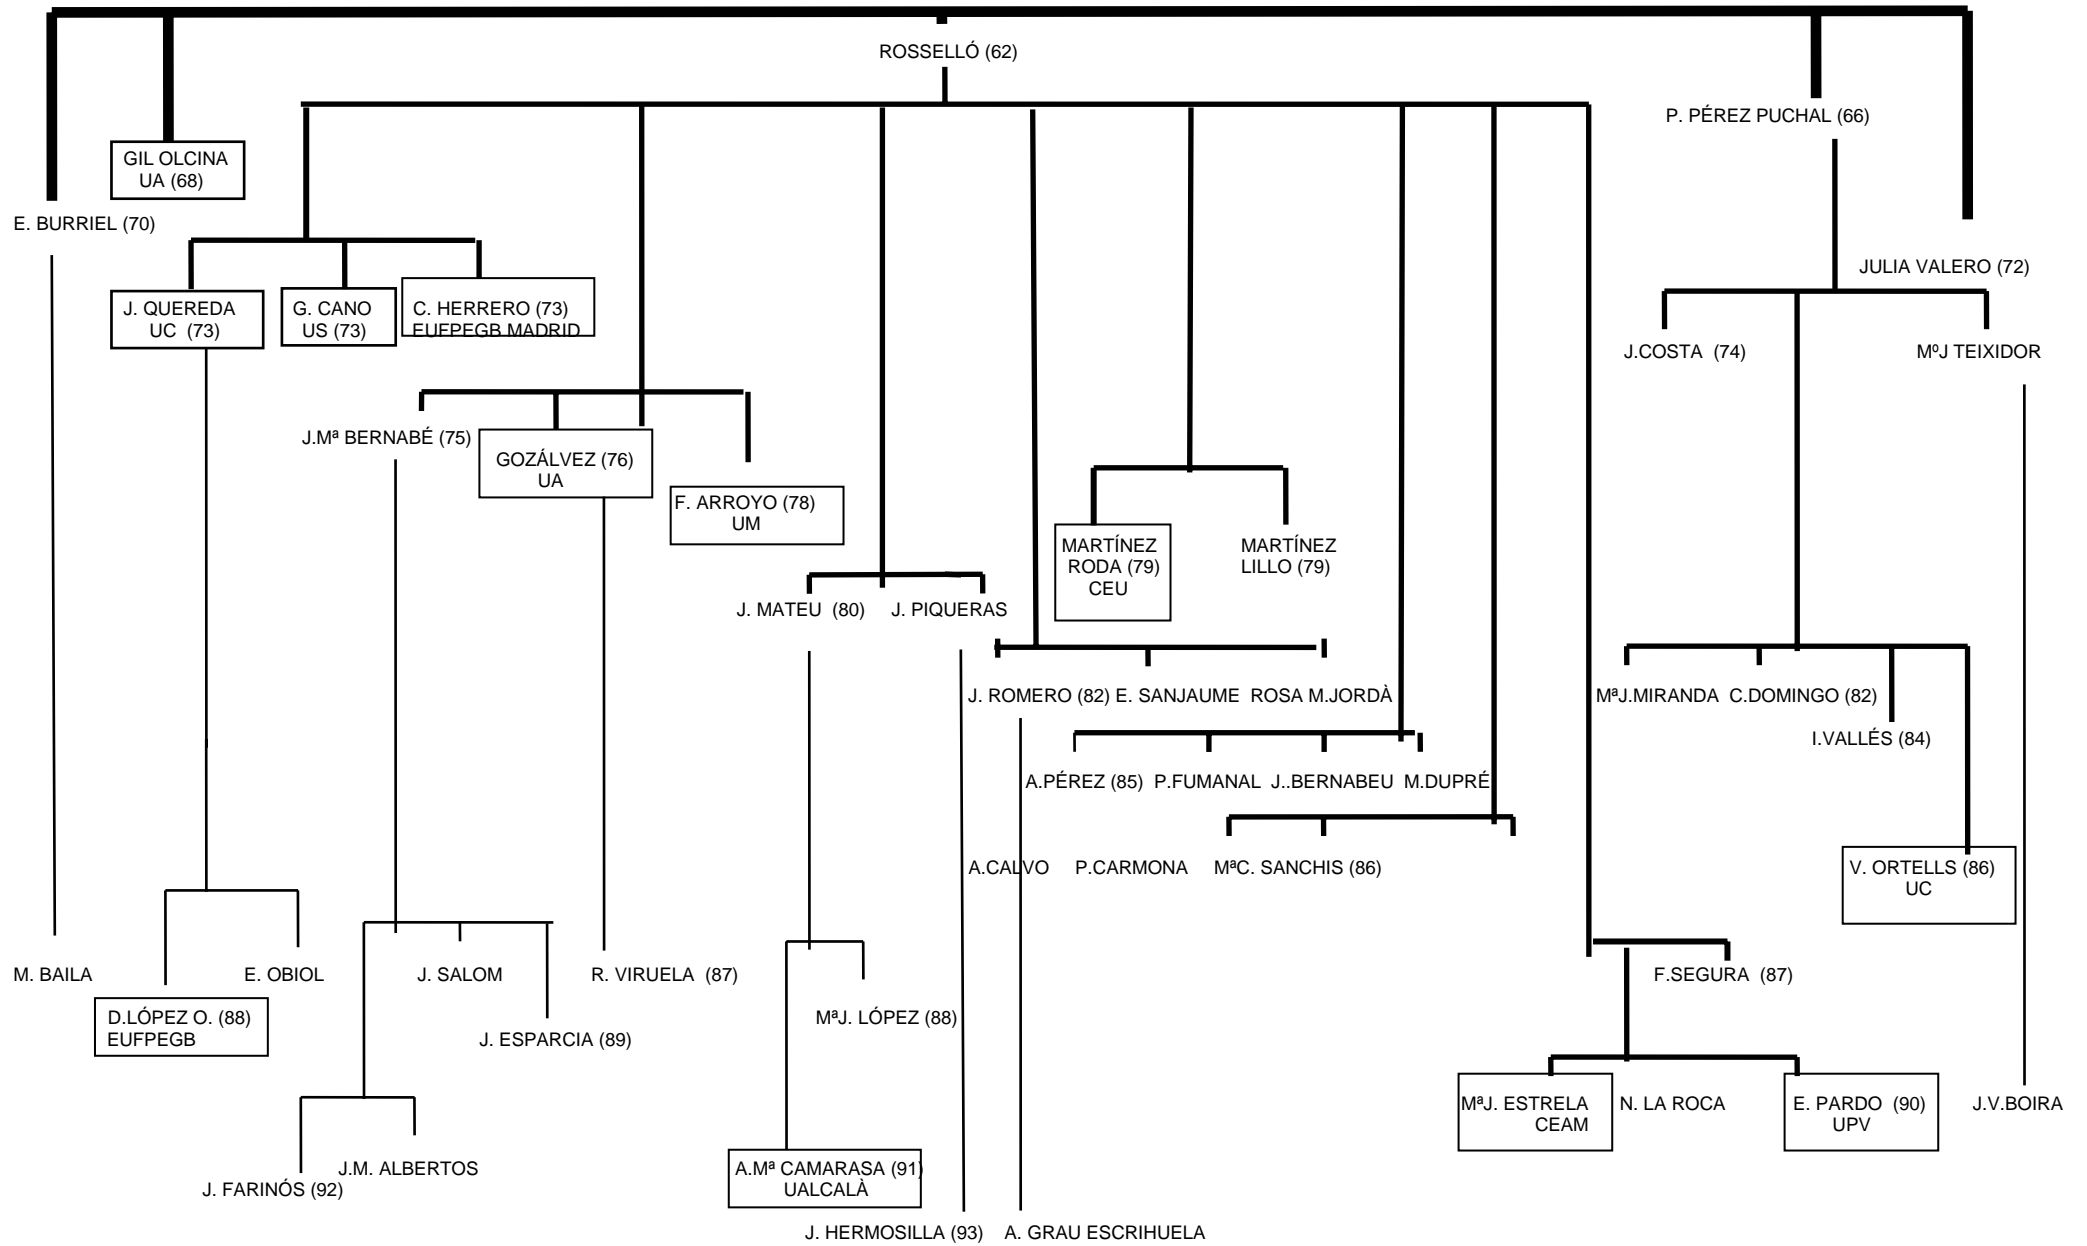 ROSSELLÓ (62)
P. PÉREZ PUCHAL (66)
GIL OLCINA
UA (68)
E. BURRIEL (70)
JULIA VALERO (72)
J. QUEREDA
UC (73)
G. CANO
US (73)
C. HERRERO (73)
EUFPEGB MADRID
J.COSTA (74)
MºJ TEIXIDOR
J.Mª BERNABÉ (75)
GOZÁLVEZ (76)
UA
F. ARROYO (78)
UM
MARTÍNEZ
RODA (79)
CEU
MARTÍNEZ
LILLO (79)
J. MATEU (80)
J. PIQUERAS
J. ROMERO (82) E. SANJAUME ROSA M.JORDÀ
MªJ.MIRANDA C.DOMINGO (82)
I.VALLÉS (84)
A.PÉREZ (85) P.FUMANAL J..BERNABEU M.DUPRÉ
A.CALVO P.CARMONA MªC. SANCHIS (86)
V. ORTELLS (86)
UC
M. BAILA
E. OBIOL
J. SALOM
R. VIRUELA (87)
F.SEGURA (87)
D.LÓPEZ O. (88)
EUFPEGB
MªJ. LÓPEZ (88)
J. ESPARCIA (89)
MªJ. ESTRELA
CEAM
N. LA ROCA
E. PARDO (90)
UPV
J.V.BOIRA
J.M. ALBERTOS
J. FARINÓS (92)
A.Mª CAMARASA (91)
UALCALÀ
J. HERMOSILLA (93)
A. GRAU ESCRIHUELA